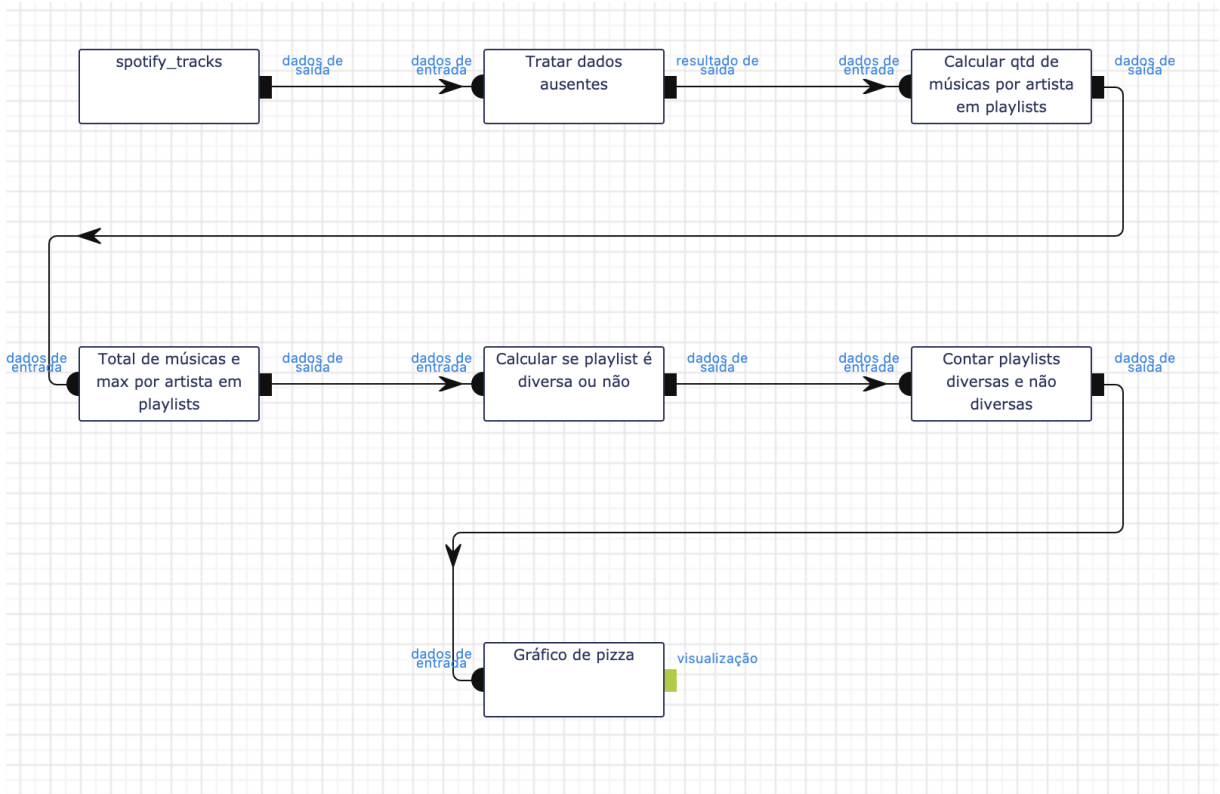 spotify_tracks
dados de
saída
dados de
entrada
Tratar dados
ausentes
resultado de
saída
dados de
entrada
Calcular qtd de
músicas por artista
em playlists
dados de
saída
dados de
entrada
Total de músicas e
max por artista em
playlists
dados de
saída
dados de
entrada
Calcular se playlist é
diversa ou não
dados de
saída
dados de
entrada
Contar playlists
diversas e não
diversas
dados de
saída
dados de
entrada
Gráfico de pizza
visualização